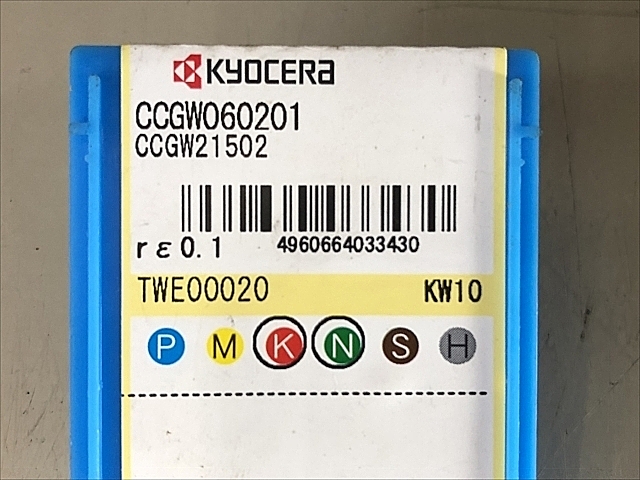 KYOCERA
CCGW060201
CCGW21502
rε0.1
4960664033430
TWE00020 KW10
P M K N S H